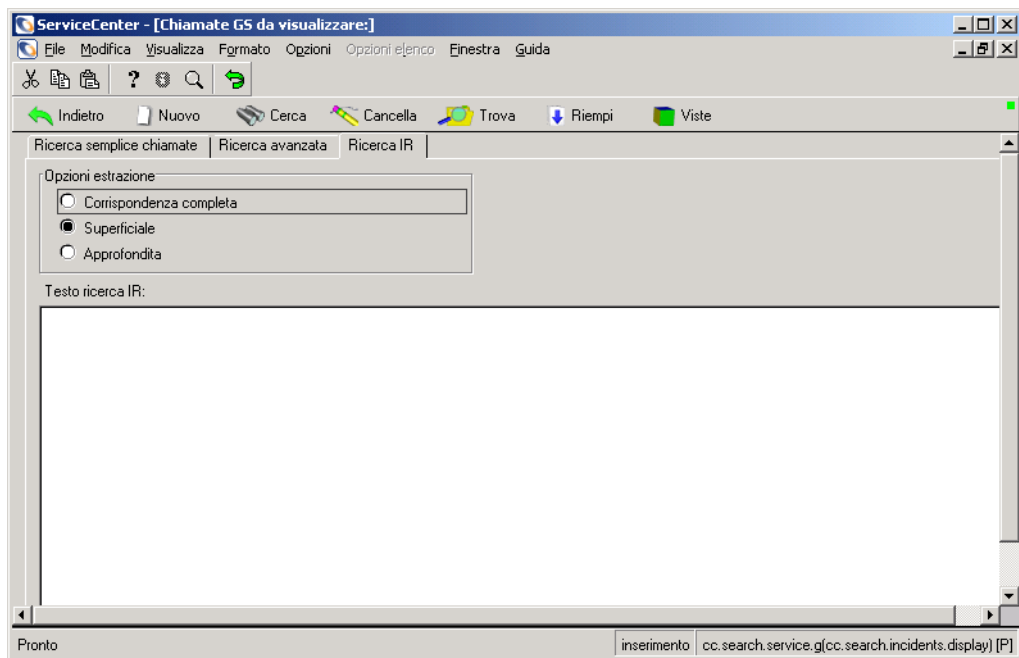 ServiceCenter - [Chiamate GS da visualizzare:]
File Modifica Visualizza Formato Opzioni Opzioni elenco Finestra Guida
?
Indietro Nuovo Cerca Cancella Trova Riempi Viste
Ricerca semplice chiamate Ricerca avanzata Ricerca IR
Opzioni estrazione
Corrispondenza completa
Superficiale
Approfondita
Testo ricerca IR:
Pronto inserimento cc.search.service.g(cc.search.incidents.display) [P]